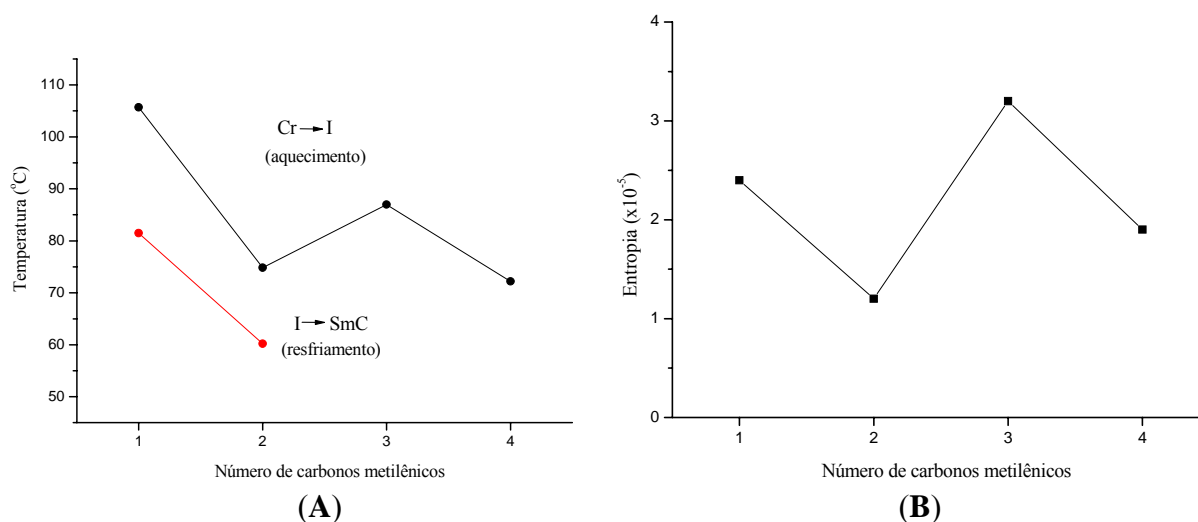 110
100
90
80
70
60
50
Temperatura (°C)
Cr → I
(aquecimento)
I → SmC
(resfriamento)
1 2 3 4
Número de carbonos metilênicos
(A)
4
3
2
1
0
Entropia (x10⁻⁵)
1 2 3 4
Número de carbonos metilênicos
(B)